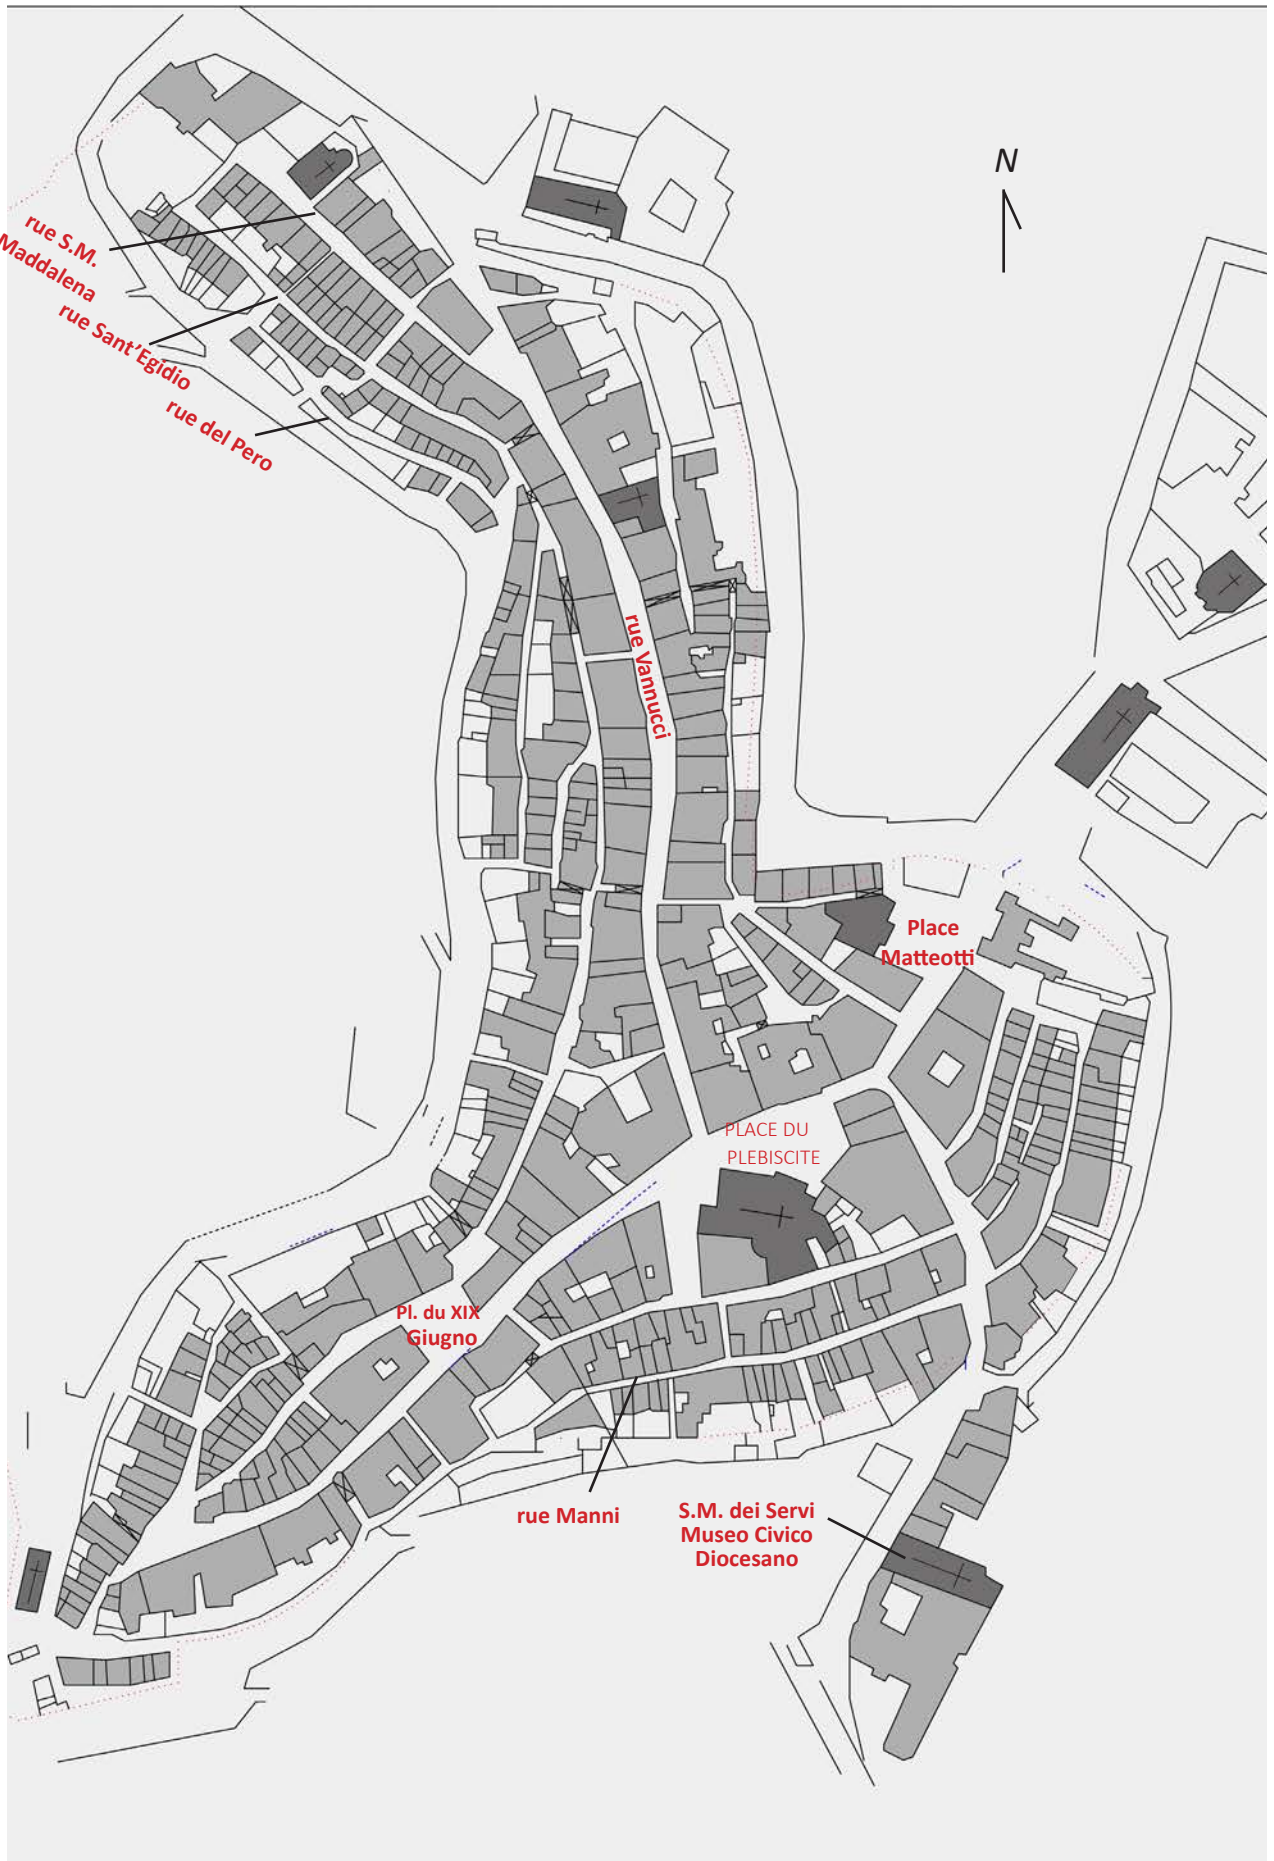 N
rue S.M.
Maddalena
rue Sant'Egidio
rue del Pero
rue Vannucci
Place
Matteotti
PLACE DU
PLEBISCITE
Pl. du XIX
Giugno
rue Manni
S.M. dei Servi
Museo Civico
Diocesano